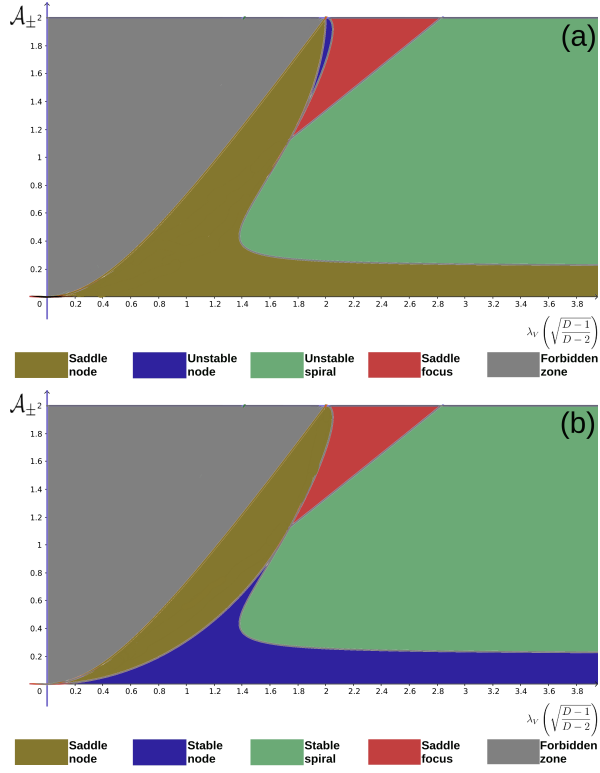 𝒜±
(a)
2
1.8
1.6
1.4
1.2
1
0.8
0.6
0.4
0.2
0 0.2 0.4 0.6 0.8 1 1.2 1.4 1.6 1.8 2 2.2 2.4 2.6 2.8 3 3.2 3.4 3.6 3.8
λ_V (√((D − 1)/(D − 2)))
Saddle node
Unstable node
Unstable spiral
Saddle focus
Forbidden zone
𝒜±
(b)
2
1.8
1.6
1.4
1.2
1
0.8
0.6
0.4
0.2
0 0.2 0.4 0.6 0.8 1 1.2 1.4 1.6 1.8 2 2.2 2.4 2.6 2.8 3 3.2 3.4 3.6 3.8
λ_V (√((D − 1)/(D − 2)))
Saddle node
Stable node
Stable spiral
Saddle focus
Forbidden zone